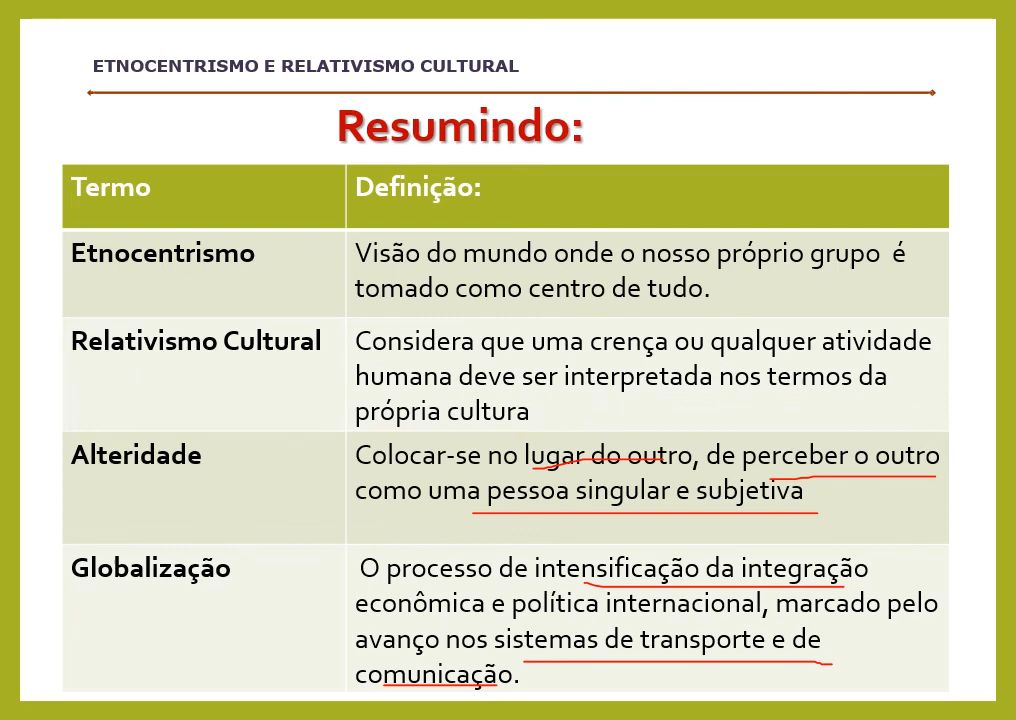 ETNOCENTRISMO E RELATIVISMO CULTURAL
Resumindo:
Termo
Definição:
Etnocentrismo
Visão do mundo onde o nosso próprio grupo é
tomado como centro de tudo.
Relativismo Cultural
Considera que uma crença ou qualquer atividade
humana deve ser interpretada nos termos da
própria cultura
Alteridade
Colocar-se no lugar do outro, de perceber o outro
como uma pessoa singular e subjetiva
Globalização
O processo de intensificação da integração
econômica e política internacional, marcado pelo
avanço nos sistemas de transporte e de
comunicação.